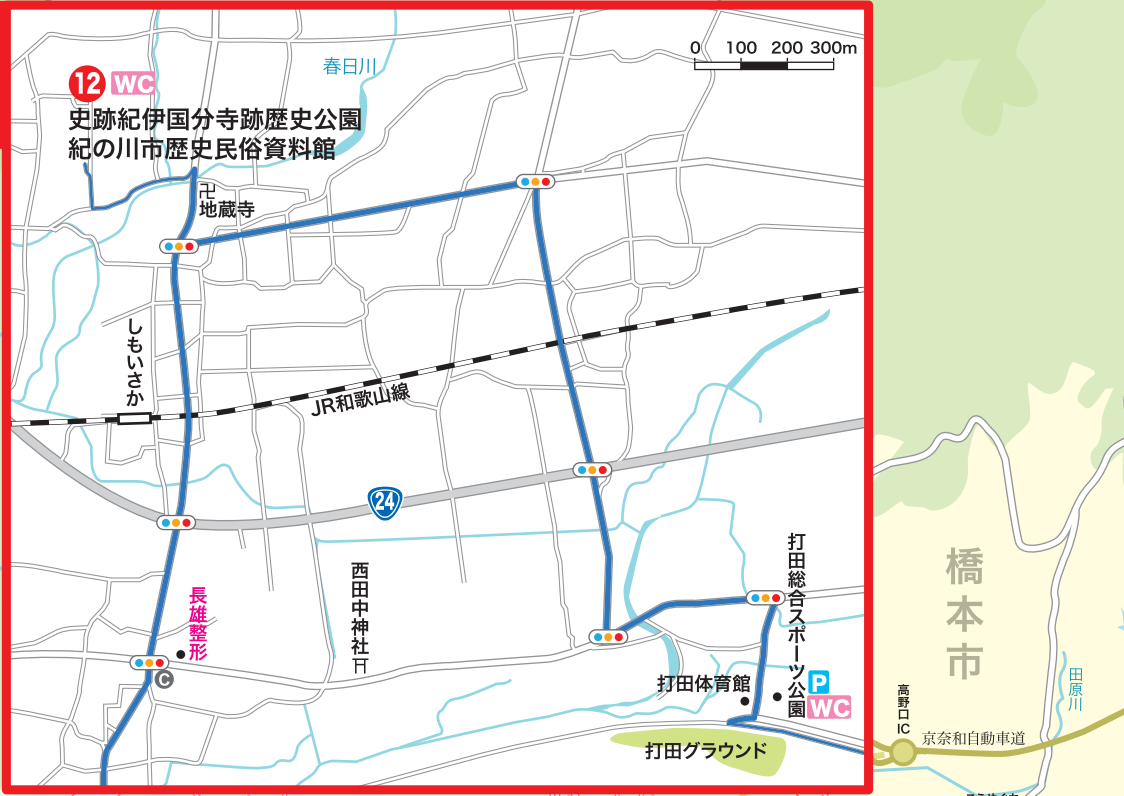 0 100 200 300m
春日川
12 WC
史跡紀伊国分寺跡歴史公園
紀の川市歴史民俗資料館
卍
地蔵寺
しもいさか
JR和歌山線
24
打田総合スポーツ公園
P
WC
西田中神社
長雄整形
C
打田体育館
打田グラウンド
橋本市
田原川
高野口IC
京奈和自動車道